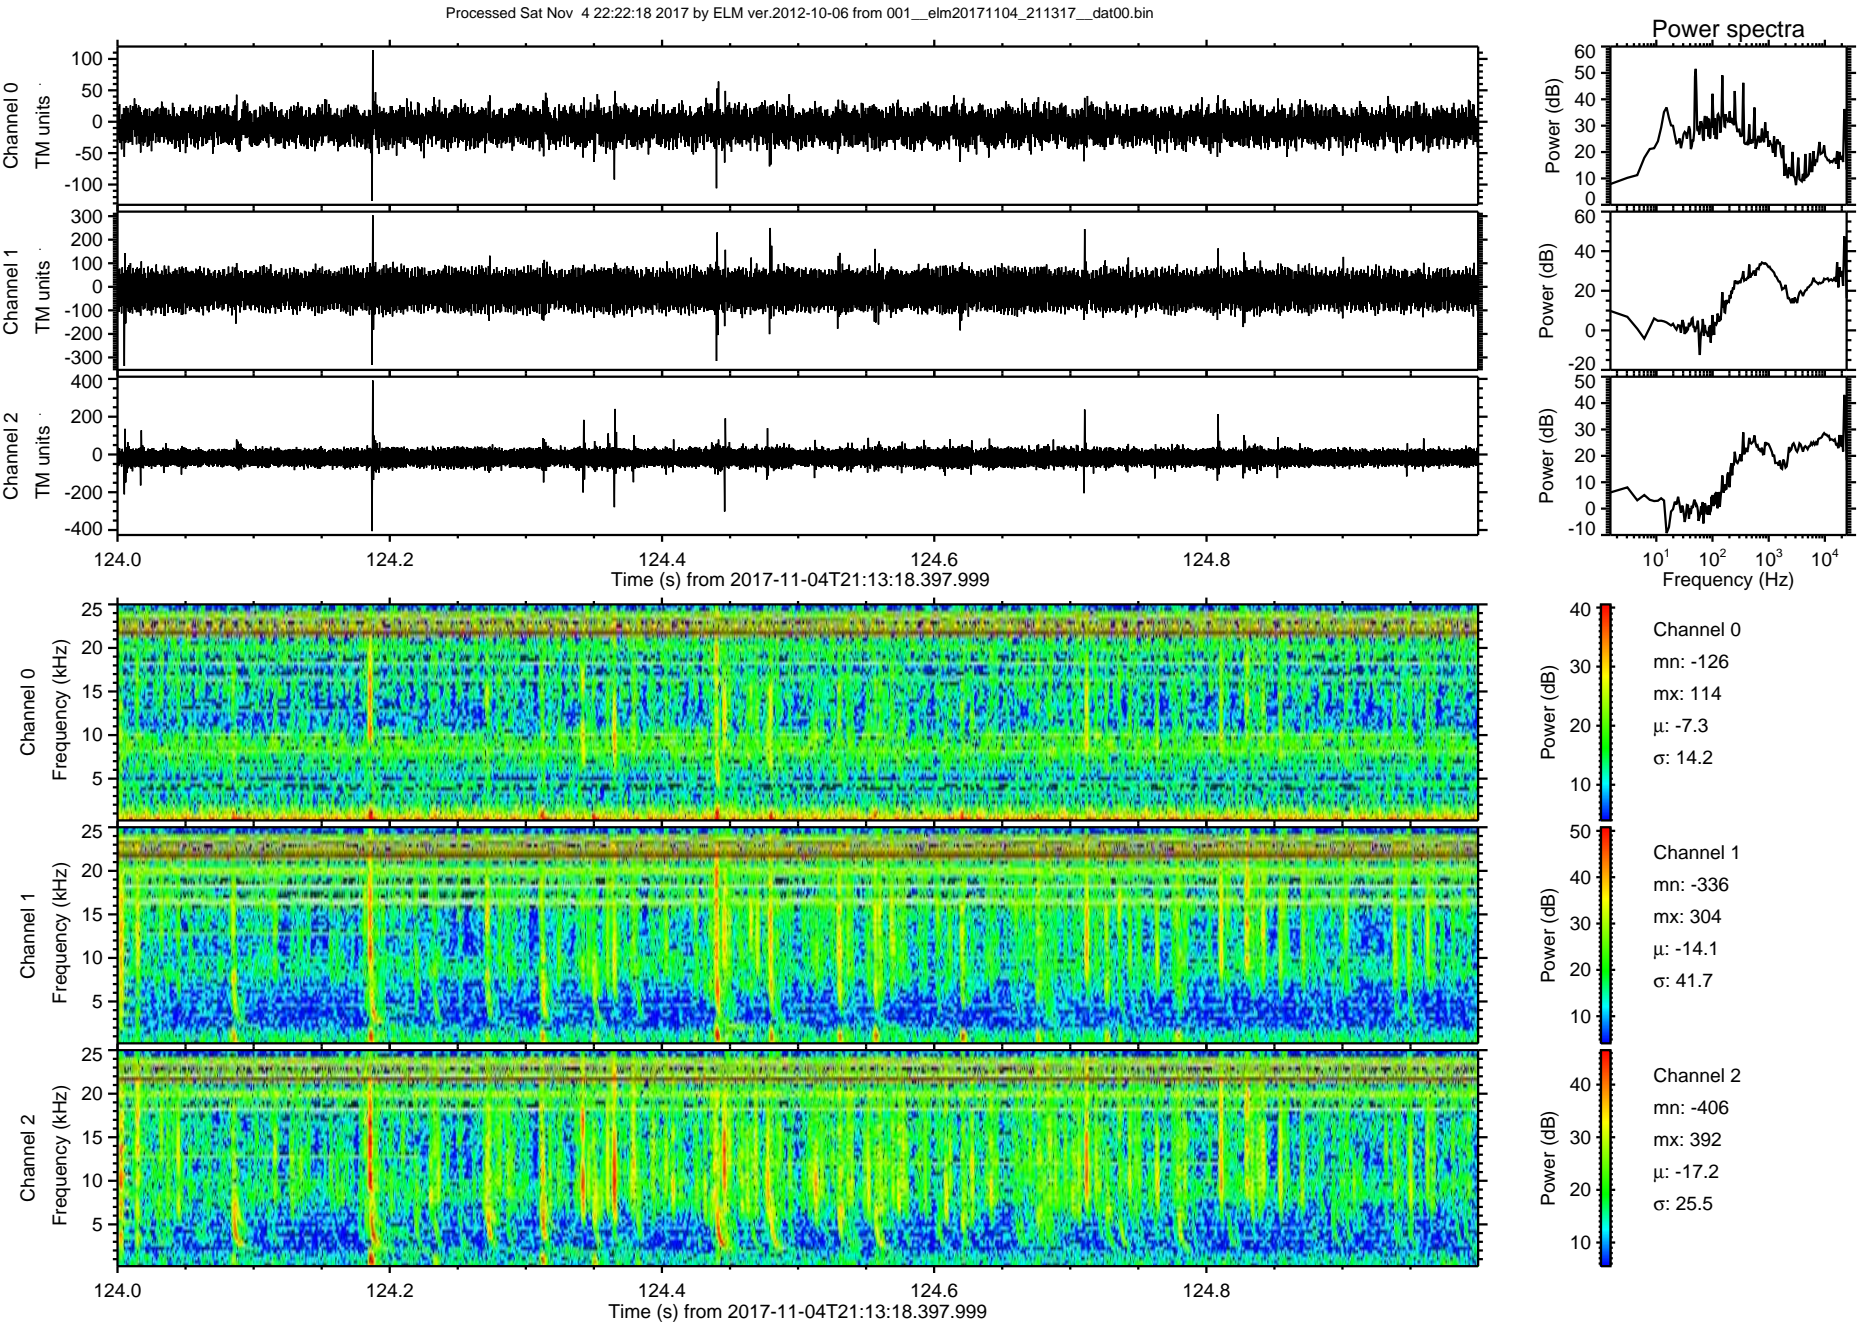 Processed Sat Nov  4 22:22:18 2017 by ELM ver.2012-10-06 from 001__elm20171104_211317__dat00.bin
Power spectra
Channel 0
TM units
100
50
0
-50
-100
Power (dB)
60
50
40
30
20
10
0
Channel 1
TM units
300
200
100
0
-100
-200
-300
Power (dB)
60
40
20
0
-20
Channel 2
TM units
400
200
0
-200
-400
Power (dB)
50
40
30
20
10
0
-10
124.0 124.2 124.4 124.6 124.8
Time (s) from 2017-11-04T21:13:18.397.999
10^1 10^2 10^3 10^4
Frequency (Hz)
Channel 0
Frequency (kHz)
25
20
15
10
5
Power (dB)
40
30
20
10
Channel 0
mn: -126
mx: 114
μ: -7.3
σ: 14.2
Channel 1
Frequency (kHz)
25
20
15
10
5
Power (dB)
50
40
30
20
10
Channel 1
mn: -336
mx: 304
μ: -14.1
σ: 41.7
Channel 2
Frequency (kHz)
25
20
15
10
5
Power (dB)
40
30
20
10
Channel 2
mn: -406
mx: 392
μ: -17.2
σ: 25.5
124.0 124.2 124.4 124.6 124.8
Time (s) from 2017-11-04T21:13:18.397.999